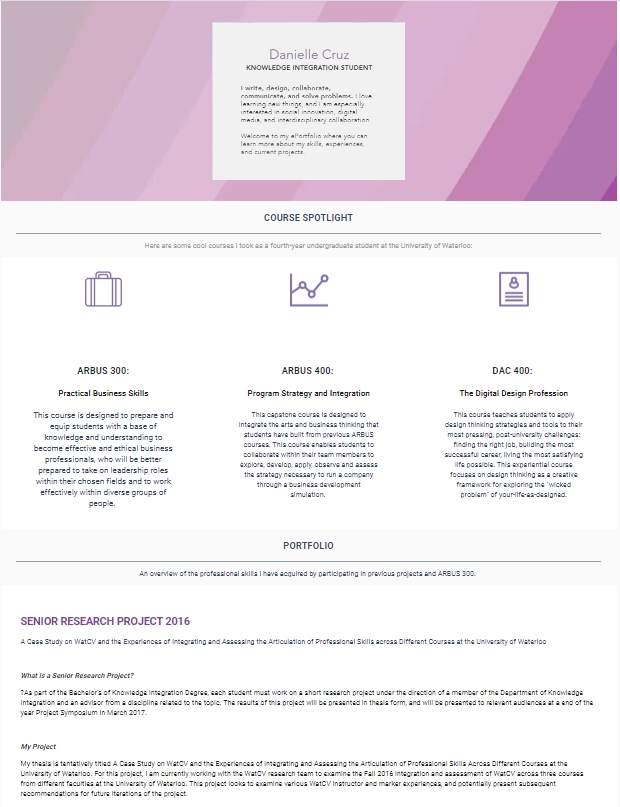 Danielle Cruz
KNOWLEDGE INTEGRATION STUDENT
I write, design, collaborate,
communicate, and solve problems. I love
learning new things, and I am especially
interested in social innovation, digital
media, and interdisciplinary collaboration
Welcome to my ePortfolio where you can
learn more about my skills, experiences,
and current projects.
COURSE SPOTLIGHT
Here are some cool courses I took as a fourth-year undergraduate student at the University of Waterloo:
ARBUS 300:
Practical Business Skills
This course is designed to prepare and
equip students with a base of
knowledge and understanding to
become effective and ethical business
professionals, who will be better
prepared to take on leadership roles
within their chosen fields and to work
effectively within diverse groups of
people.
ARBUS 400:
Program Strategy and Integration
This capstone course is designed to
integrate the arts and business thinking that
students have built from previous ARBUS
courses. This course enables students to
collaborate within their team members to
explore, develop, apply, observe and assess
the strategy necessary to run a company
through a business development
simulation.
DAC 400:
The Digital Design Profession
This course teaches students to apply
design thinking strategies and tools to their
most pressing, post-university challenges:
finding the right job, building the most
successful career, living the most satisfying
life possible. This experiential course
focuses on design thinking as a creative
framework for exploring the "wicked
problem" of your-life-as-designed.
PORTFOLIO
An overview of the professional skills I have acquired by participating in previous projects and ARBUS 300.
SENIOR RESEARCH PROJECT 2016
A Case Study on WatCV and the Experiences of Integrating and Assessing the Articulation of Professional Skills across Different Courses at the University of Waterloo
What is a Senior Research Project?
?As part of the Bachelor's of Knowledge Integration Degree, each student must work on a short research project under the direction of a member of the Department of Knowledge
Integration and an advisor from a discipline related to the topic. The results of this project will be presented in thesis form, and will be presented to relevant audiences at a end of the
year Project Symposium in March 2017.
My Project
My thesis is tentatively titled A Case Study on WatCV and the Experiences of Integrating and Assessing the Articulation of Professional Skills Across Different Courses at the
University of Waterloo. For this project, I am currently working with the WatCV research team to examine the Fall 2016 integration and assessment of WatCV across three courses
from different faculties at the University of Waterloo. This project looks to examine various WatCV instructor and marker experiences, and potentially present subsequent
recommendations for future iterations of the project.